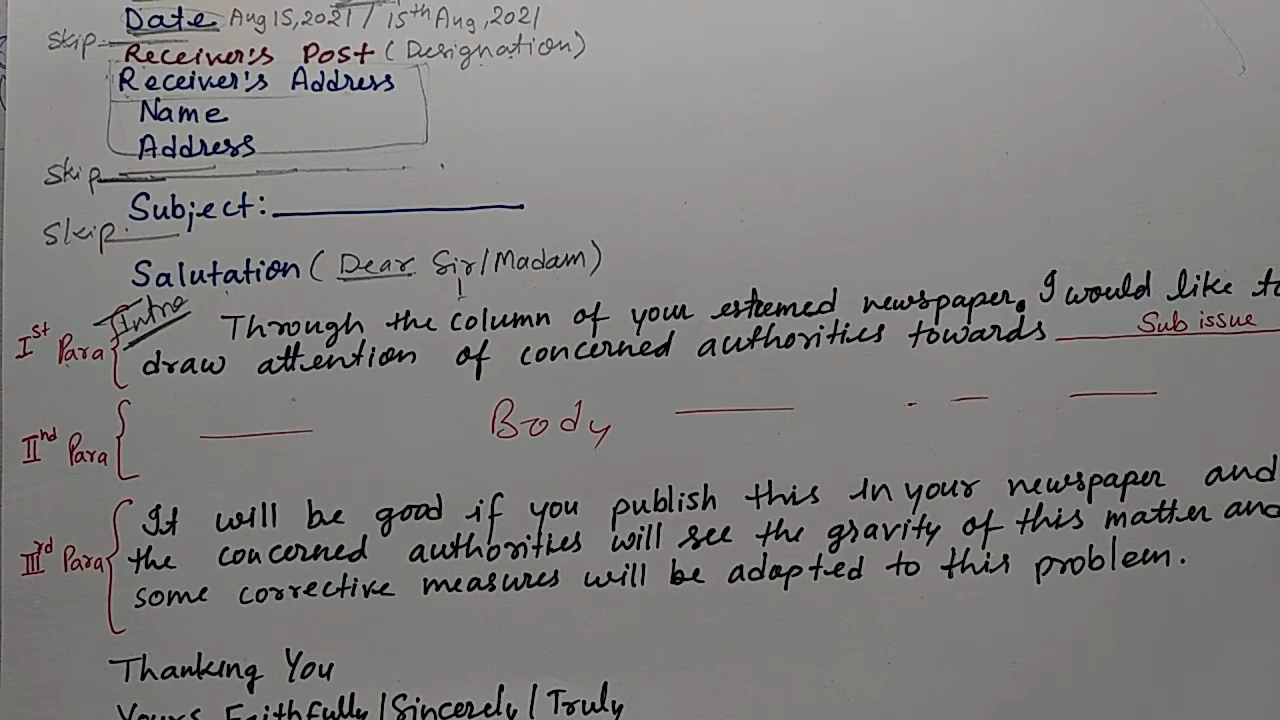 Date Aug 15, 2021 / 15th Aug, 2021
Skip
Receiver's Post (Designation)
Receiver's Address
Name
Address
Skip
Subject:
Skip
Salutation (Dear Sir/Madam)
Ist Para Intro Through the column of your esteemed newspaper, I would like to
draw attention of concerned authorities towards Sub issue
IInd Para Body
IIIrd Para It will be good if you publish this in your newspaper and
the concerned authorities will see the gravity of this matter and
some corrective measures will be adapted to this problem.
Thanking You
Yours Faithfully / Sincerely / Truly